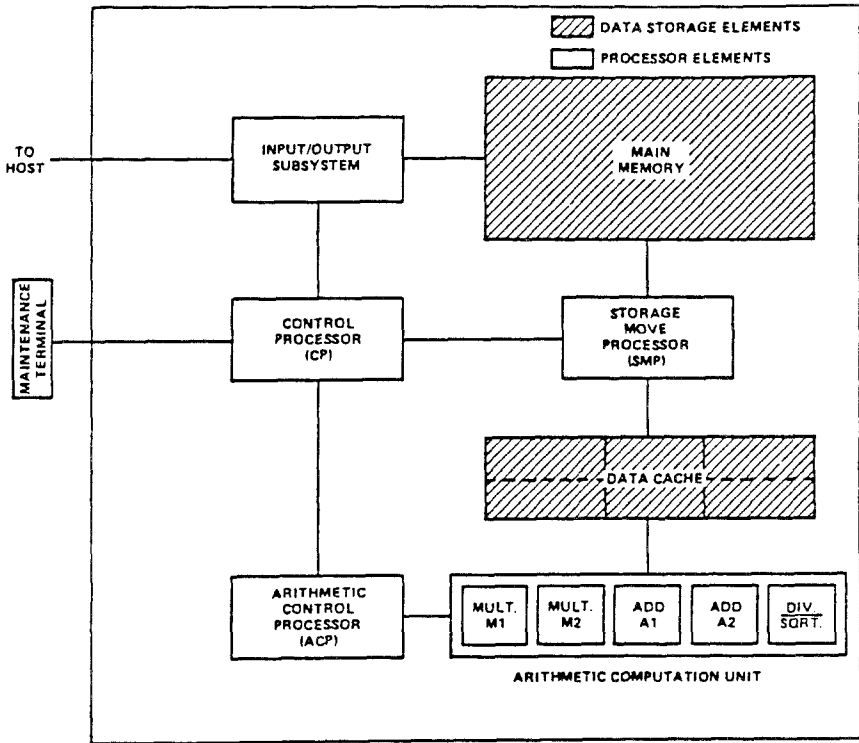 DATA STORAGE ELEMENTS
PROCESSOR ELEMENTS
TO
HOST
INPUT/OUTPUT
SUBSYSTEM
MAIN
MEMORY
MAINTENANCE
TERMINAL
CONTROL
PROCESSOR
(CP)
STORAGE
MOVE
PROCESSOR
(SMP)
DATA CACHE
ARITHMETIC
CONTROL
PROCESSOR
(ACP)
MULT.
M1
MULT.
M2
ADD
A1
ADD
A2
DIV.
SQRT.
ARITHMETIC COMPUTATION UNIT